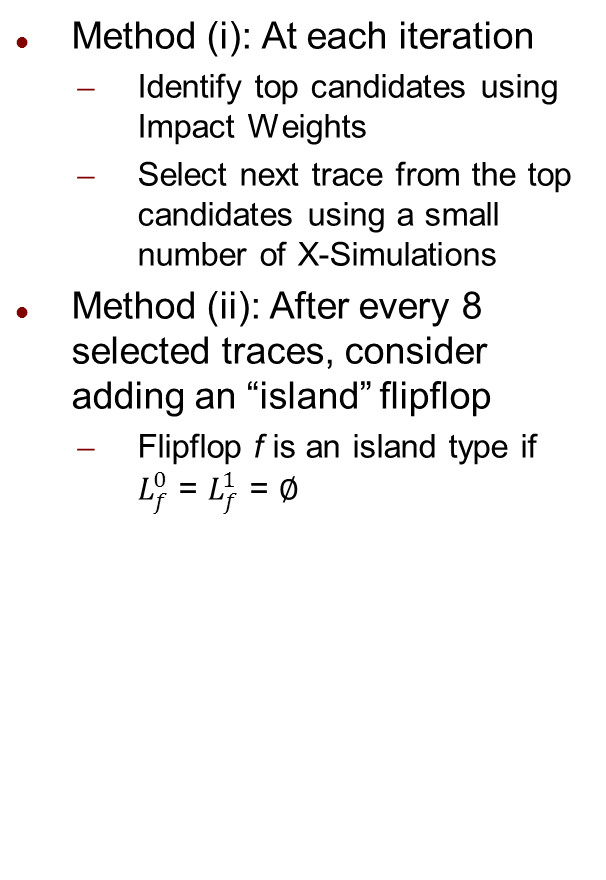 • Method (i): At each iteration
– Identify top candidates using
Impact Weights
– Select next trace from the top
candidates using a small
number of X-Simulations
• Method (ii): After every 8
selected traces, consider
adding an “island” flipflop
– Flipflop f is an island type if
$L_f^0 = L_f^1 = \emptyset$